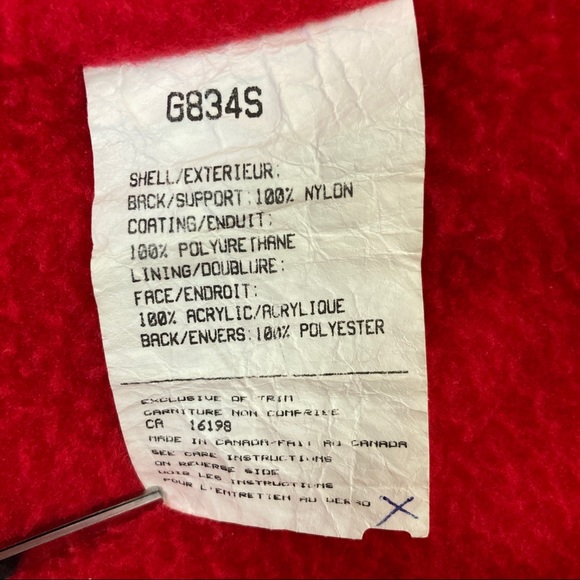 G834S
SHELL/EXTERIEUR:
BACK/SUPPORT:100% NYLON
COATING/ENDUIT:
100% POLYURETHANE
LINING/DOUBLURE:
FACE/ENDROIT:
100% ACRYLIC/ACRYLIQUE
BACK/ENVERS:100% POLYESTER
EXCLUSIVE OF TRIM
GARNITURE NON COMPRISE
CA 16198
MADE IN CANADA-FAIT AU CANADA
SEE CARE INSTRUCTIONS
ON REVERSE SIDE
VOIR LES INSTRUCTIONS
POUR L'ENTRETIEN AU VERSO
X